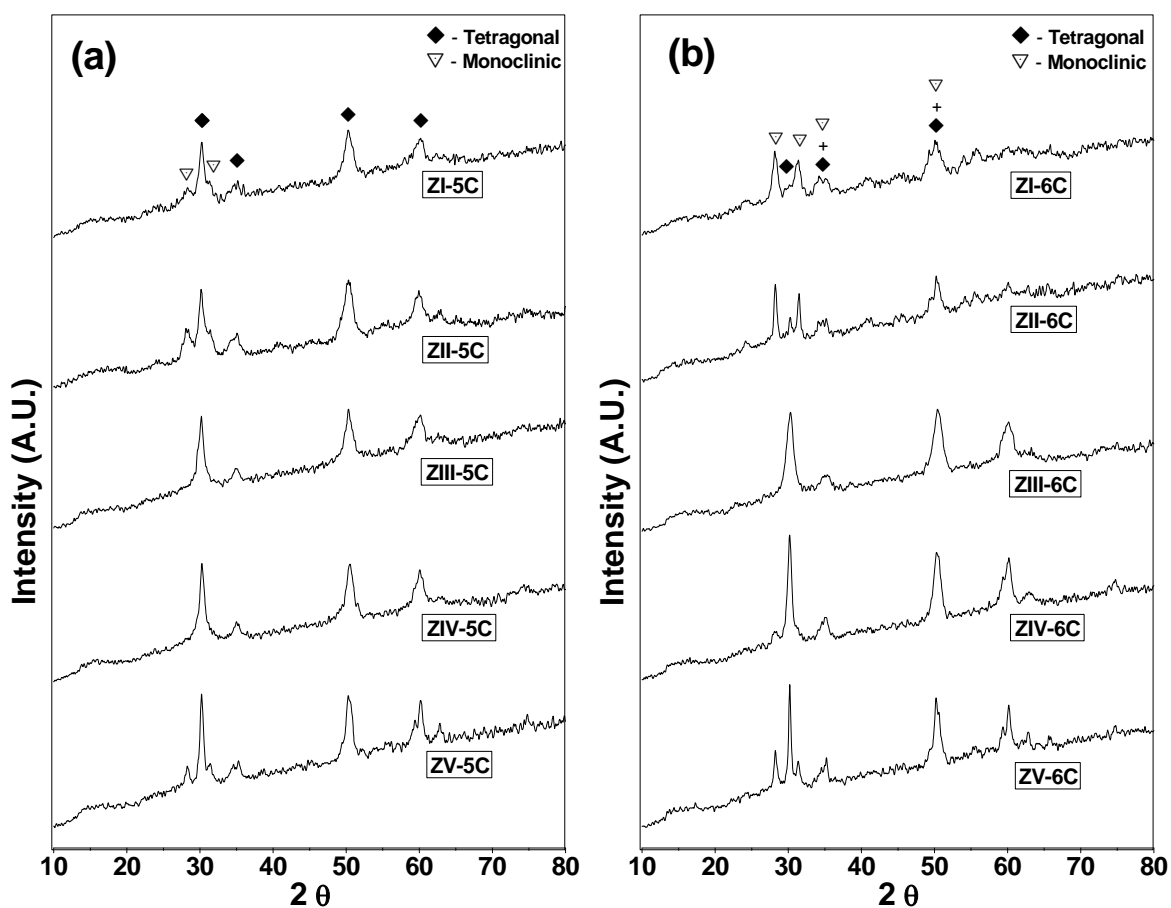 (a)
◆ - Tetragonal
▽ - Monoclinic
ZI-5C
ZII-5C
ZIII-5C
ZIV-5C
ZV-5C
Intensity (A.U.)
10 20 30 40 50 60 70 80
2 θ
(b)
◆ - Tetragonal
▽ - Monoclinic
+
+
ZI-6C
ZII-6C
ZIII-6C
ZIV-6C
ZV-6C
Intensity (A.U.)
10 20 30 40 50 60 70 80
2 θ